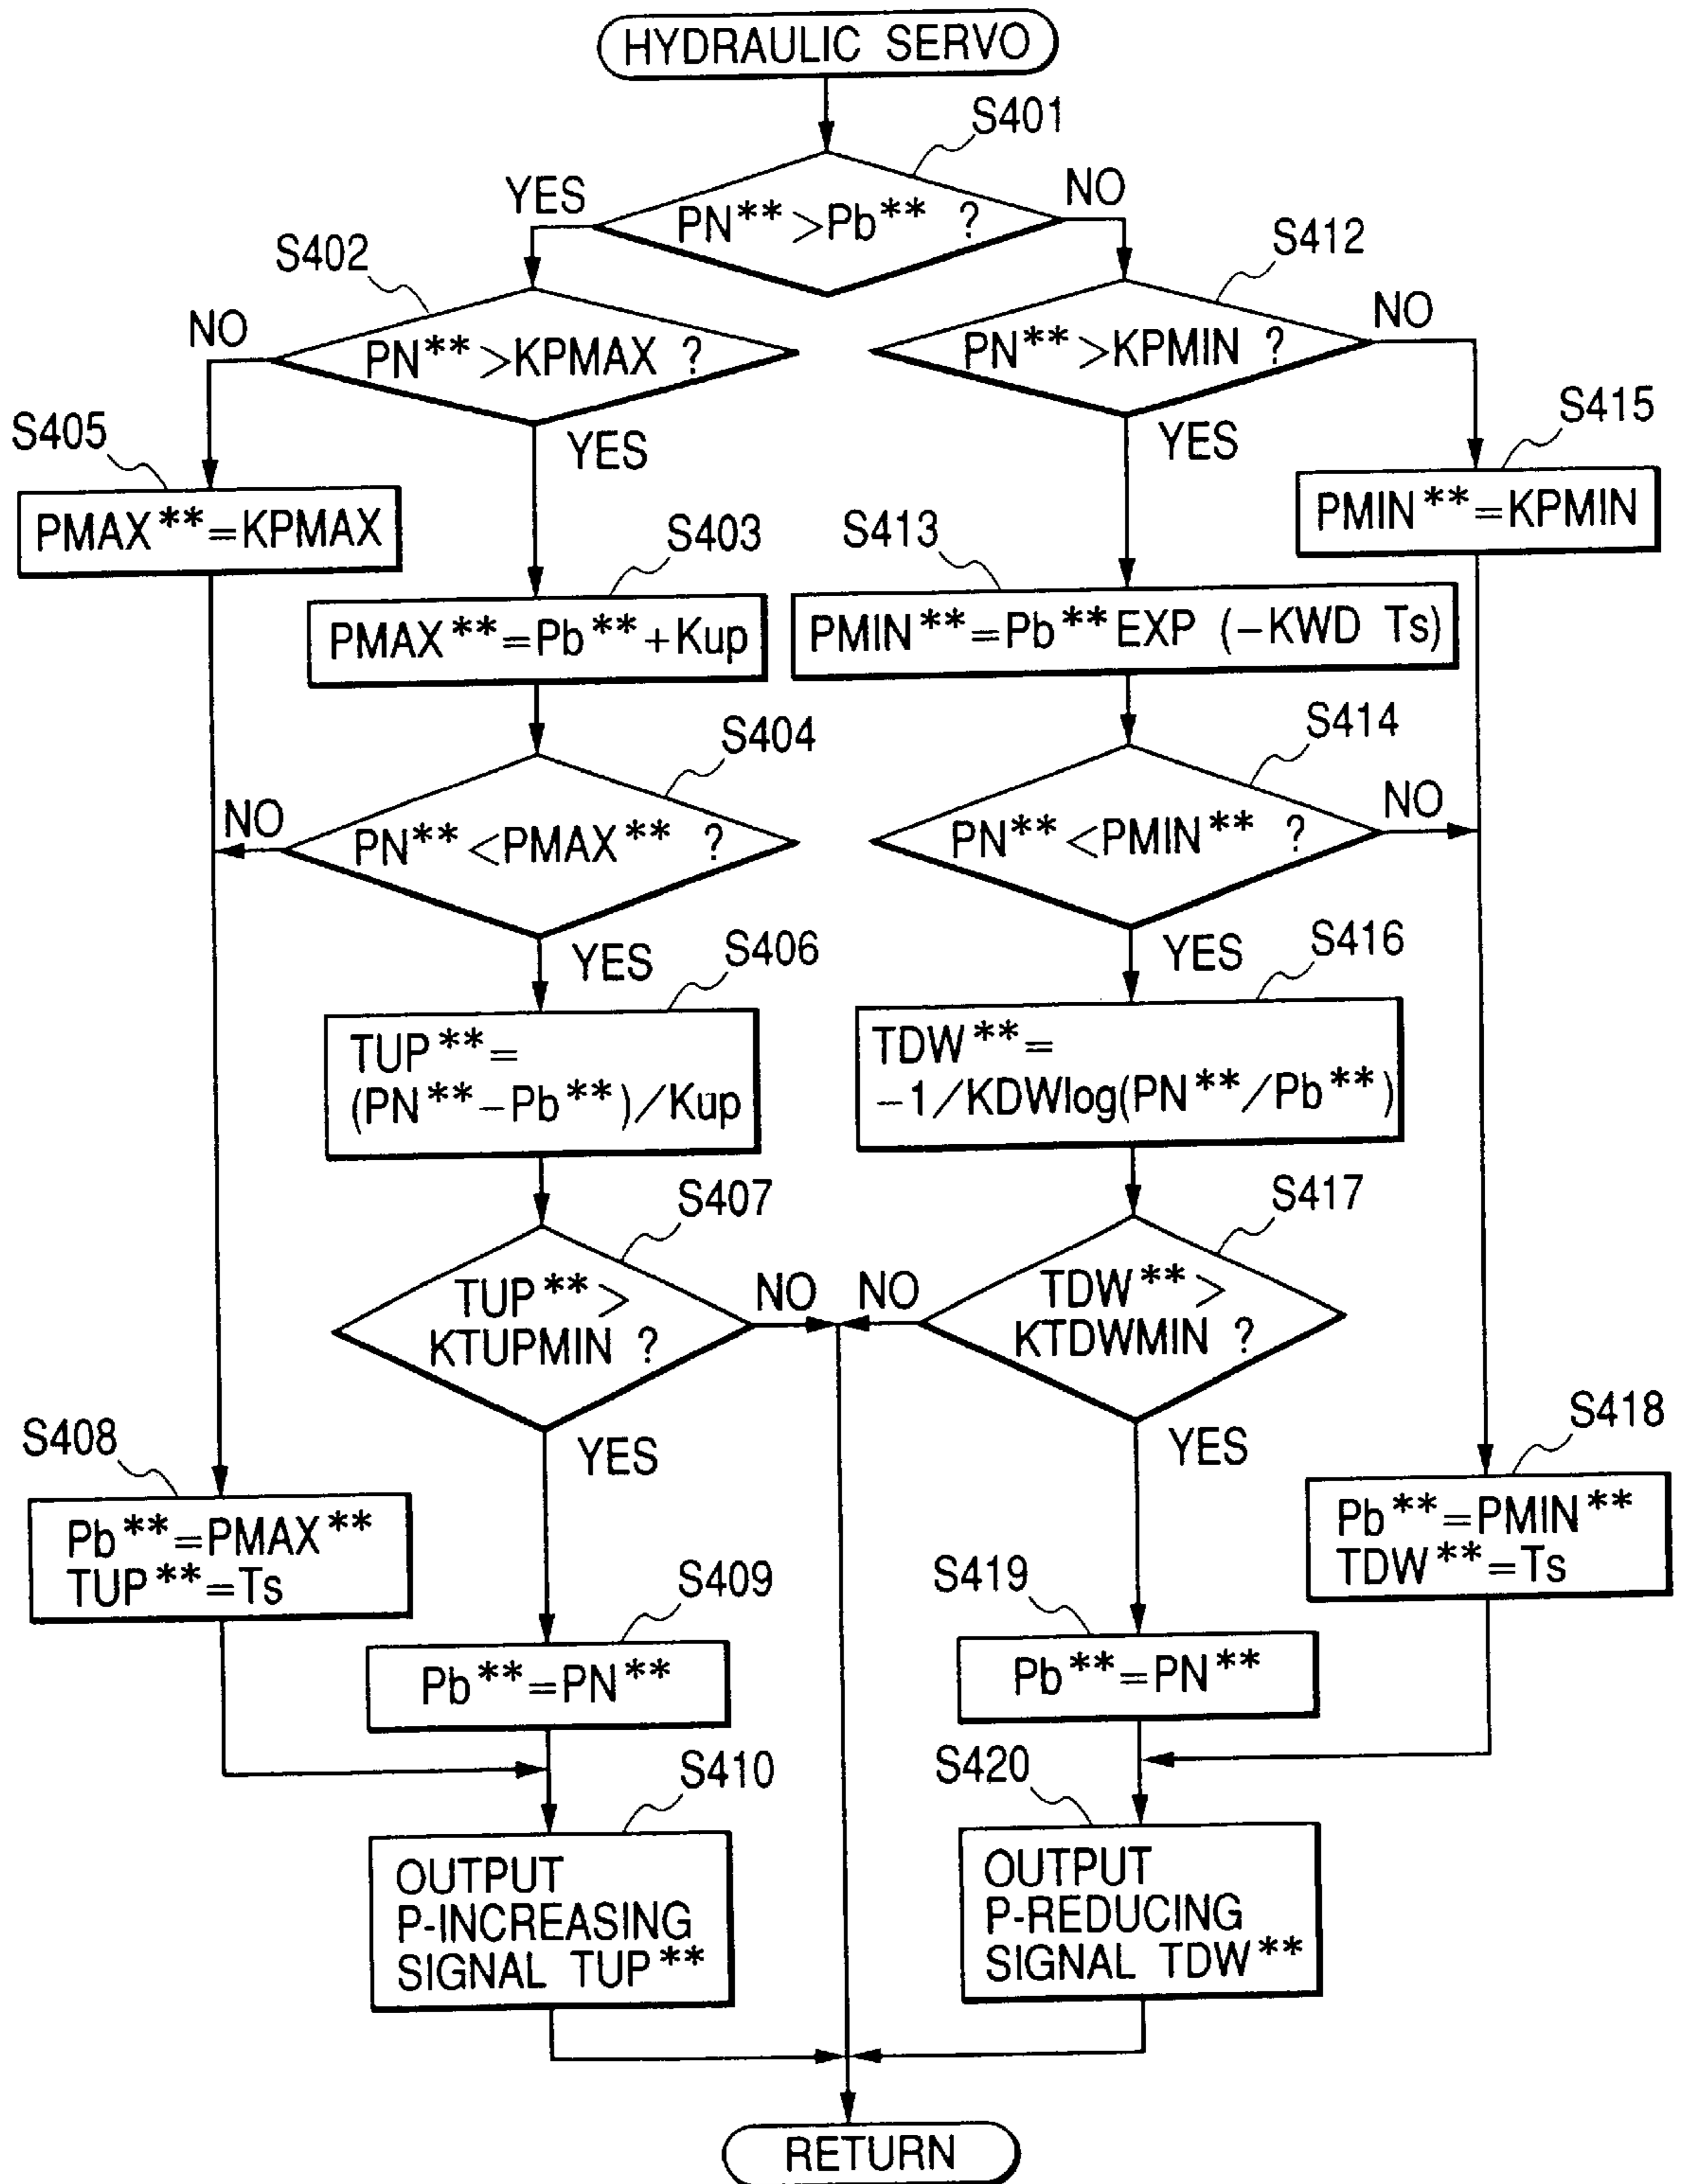 HYDRAULIC SERVO
S401
YES
NO
PN**>Pb** ?
S402
S412
NO
PN**>KPMAX ?
PN**>KPMIN ?
NO
S405
YES
YES
S415
PMAX**=KPMAX
PMIN**=KPMIN
S403
S413
PMAX**=Pb**+Kup
PMIN**=Pb**EXP (-KWD Ts)
S404
S414
NO
PN**<PMAX** ?
PN**<PMIN** ?
NO
YES
S406
YES
S416
TUP**=
(PN**-Pb**)/Kup
TDW**=
-1/KDWlog(PN**/Pb**)
S407
S417
TUP**>
KTUPMIN ?
NO
NO
TDW**>
KTDWMIN ?
S408
YES
YES
S418
Pb**=PMAX**
TUP**=Ts
Pb**=PMIN**
TDW**=Ts
S409
S419
Pb**=PN**
Pb**=PN**
S410
S420
OUTPUT
P-INCREASING
SIGNAL TUP**
OUTPUT
P-REDUCING
SIGNAL TDW**
RETURN